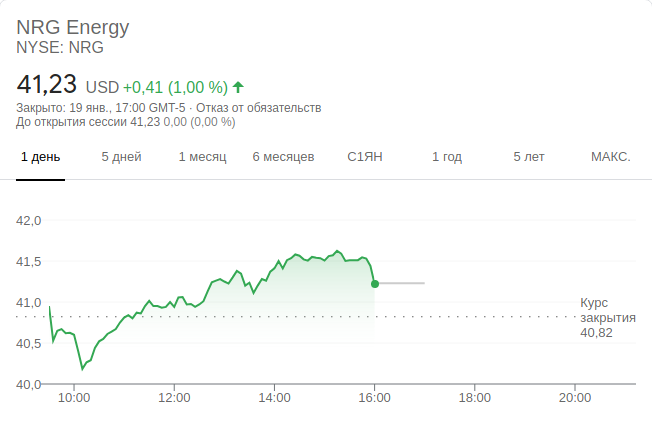 NRG Energy
NYSE: NRG
41,23 USD +0,41 (1,00 %)
Закрыто: 19 янв., 17:00 GMT-5 · Отказ от обязательств
До открытия сессии 41,23 0,00 (0,00 %)
1 день 5 дней 1 месяц 6 месяцев С1ЯН 1 год 5 лет МАКС.
42,0
41,5
41,0
40,5
40,0
Курс
закрытия
40,82
10:00 12:00 14:00 16:00 18:00 20:00